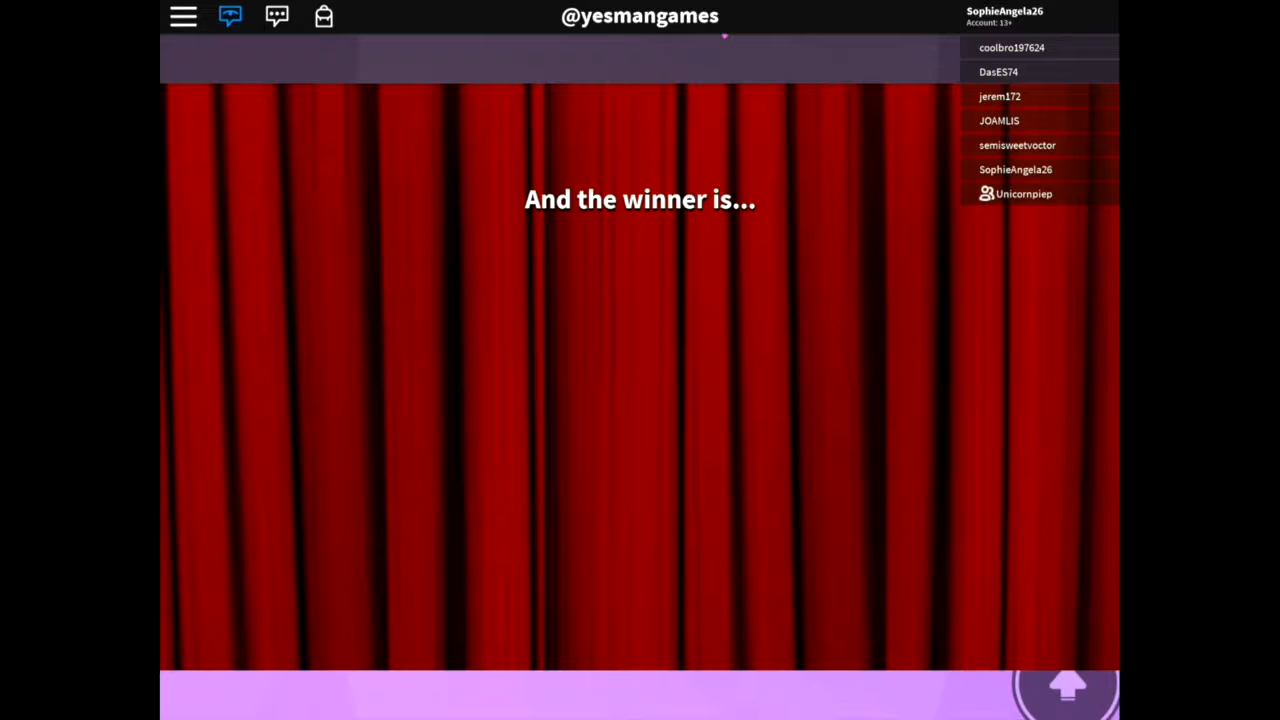 @yesmangames
SophieAngela26
Account: 13+
coolbro197624
DasES74
jerem172
JOAMLIS
semisweetvoctor
SophieAngela26
Unicornpiep
And the winner is...